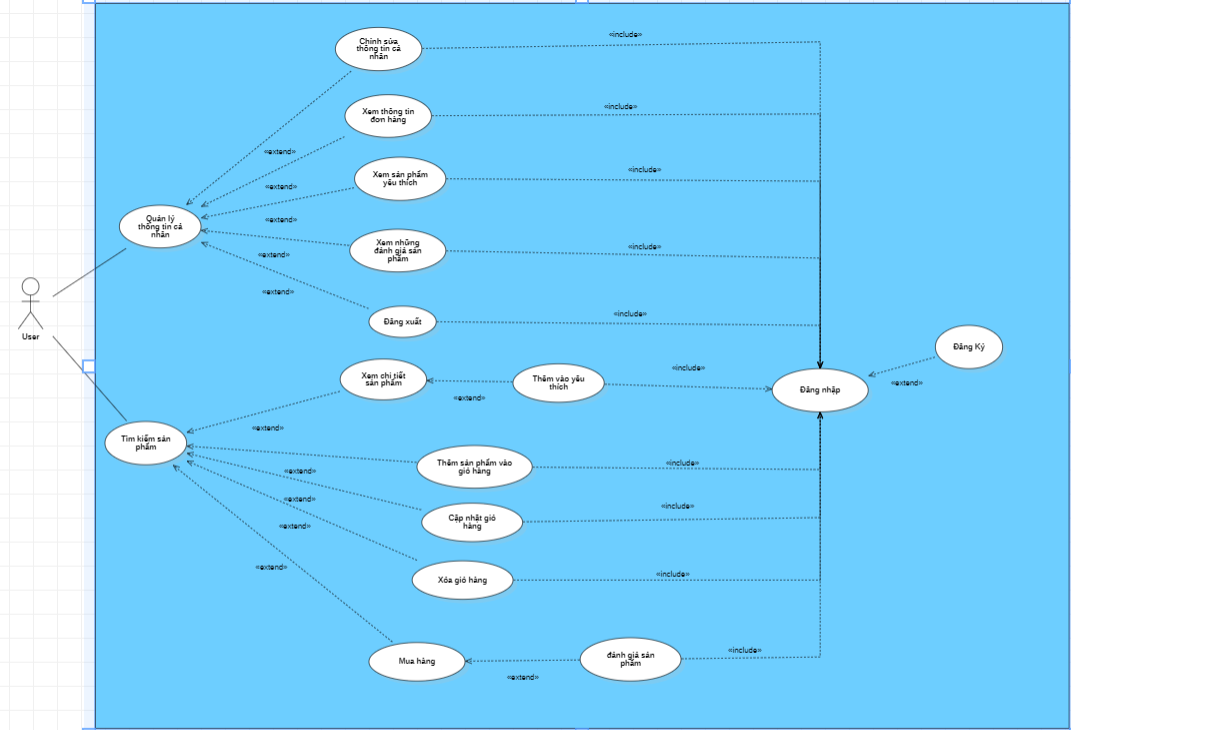 Chỉnh sửa
thông tin cá
nhân
«include»
Xem thông tin
đơn hàng
«include»
«extend»
Xem sản phẩm
yêu thích
«include»
«extend»
Quản lý
thông tin cá
nhân
«extend»
Xem những
đánh giá sản
phẩm
«include»
«extend»
«extend»
Đăng xuất
«include»
User
Đăng Ký
«extend»
Xem chi tiết
sản phẩm
«extend»
Thêm vào yêu
thích
«include»
Đăng nhập
Tìm kiếm sản
phẩm
«extend»
Thêm sản phẩm vào
giỏ hàng
«include»
«extend»
«extend»
Cập nhật giỏ
hàng
«include»
«extend»
Xóa giỏ hàng
«include»
«extend»
Mua hàng
«extend»
đánh giá sản
phẩm
«include»